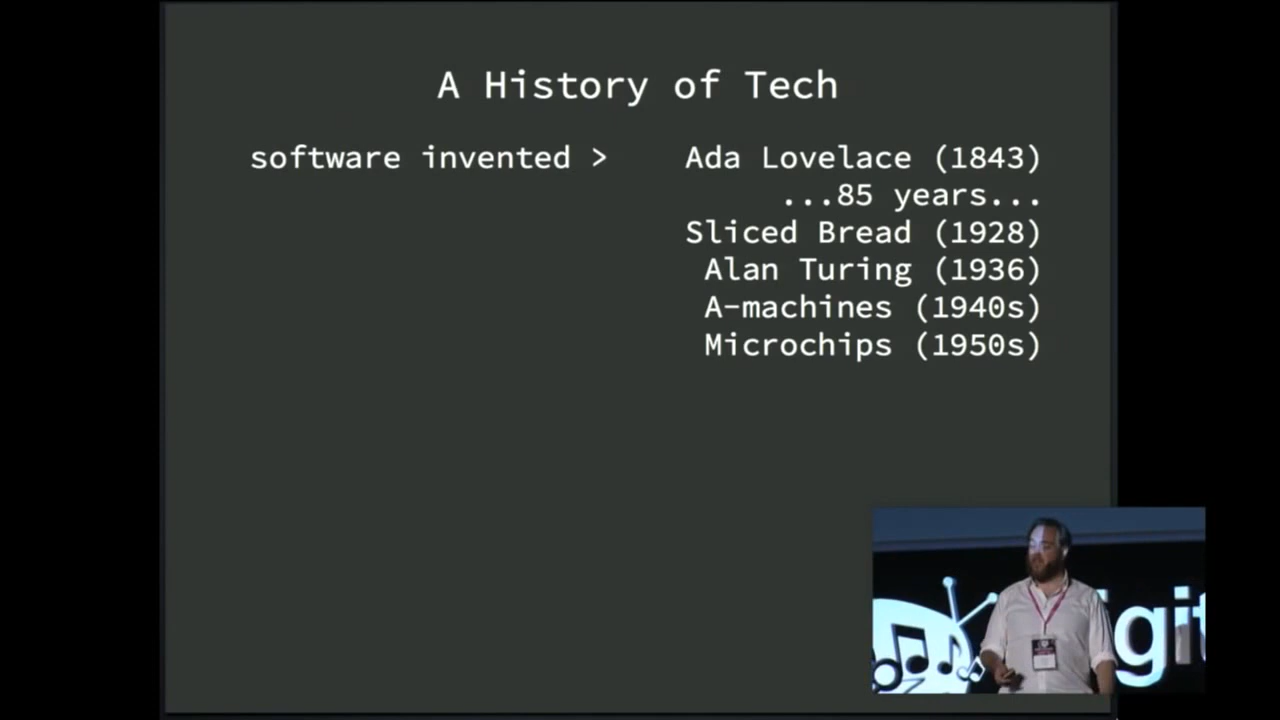 A History of Tech
software invented > Ada Lovelace (1843)
...85 years...
Sliced Bread (1928)
Alan Turing (1936)
A-machines (1940s)
Microchips (1950s)
igit